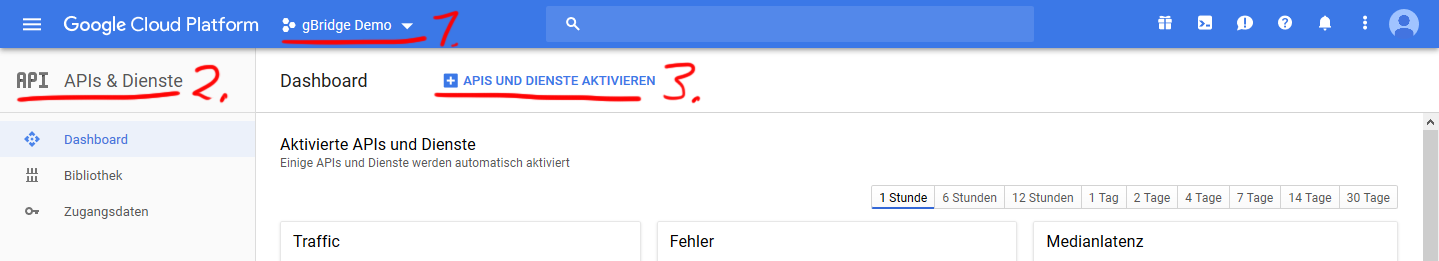 Google Cloud Platform gBridge Demo 1.
API APIs & Dienste 2.
Dashboard APIS UND DIENSTE AKTIVIEREN 3.
Dashboard
Bibliothek
Zugangsdaten
Aktivierte APIs und Dienste
Einige APIs und Dienste werden automatisch aktiviert
1 Stunde 6 Stunden 12 Stunden 1 Tag 2 Tage 4 Tage 7 Tage 14 Tage 30 Tage
Traffic Fehler Medianlatenz